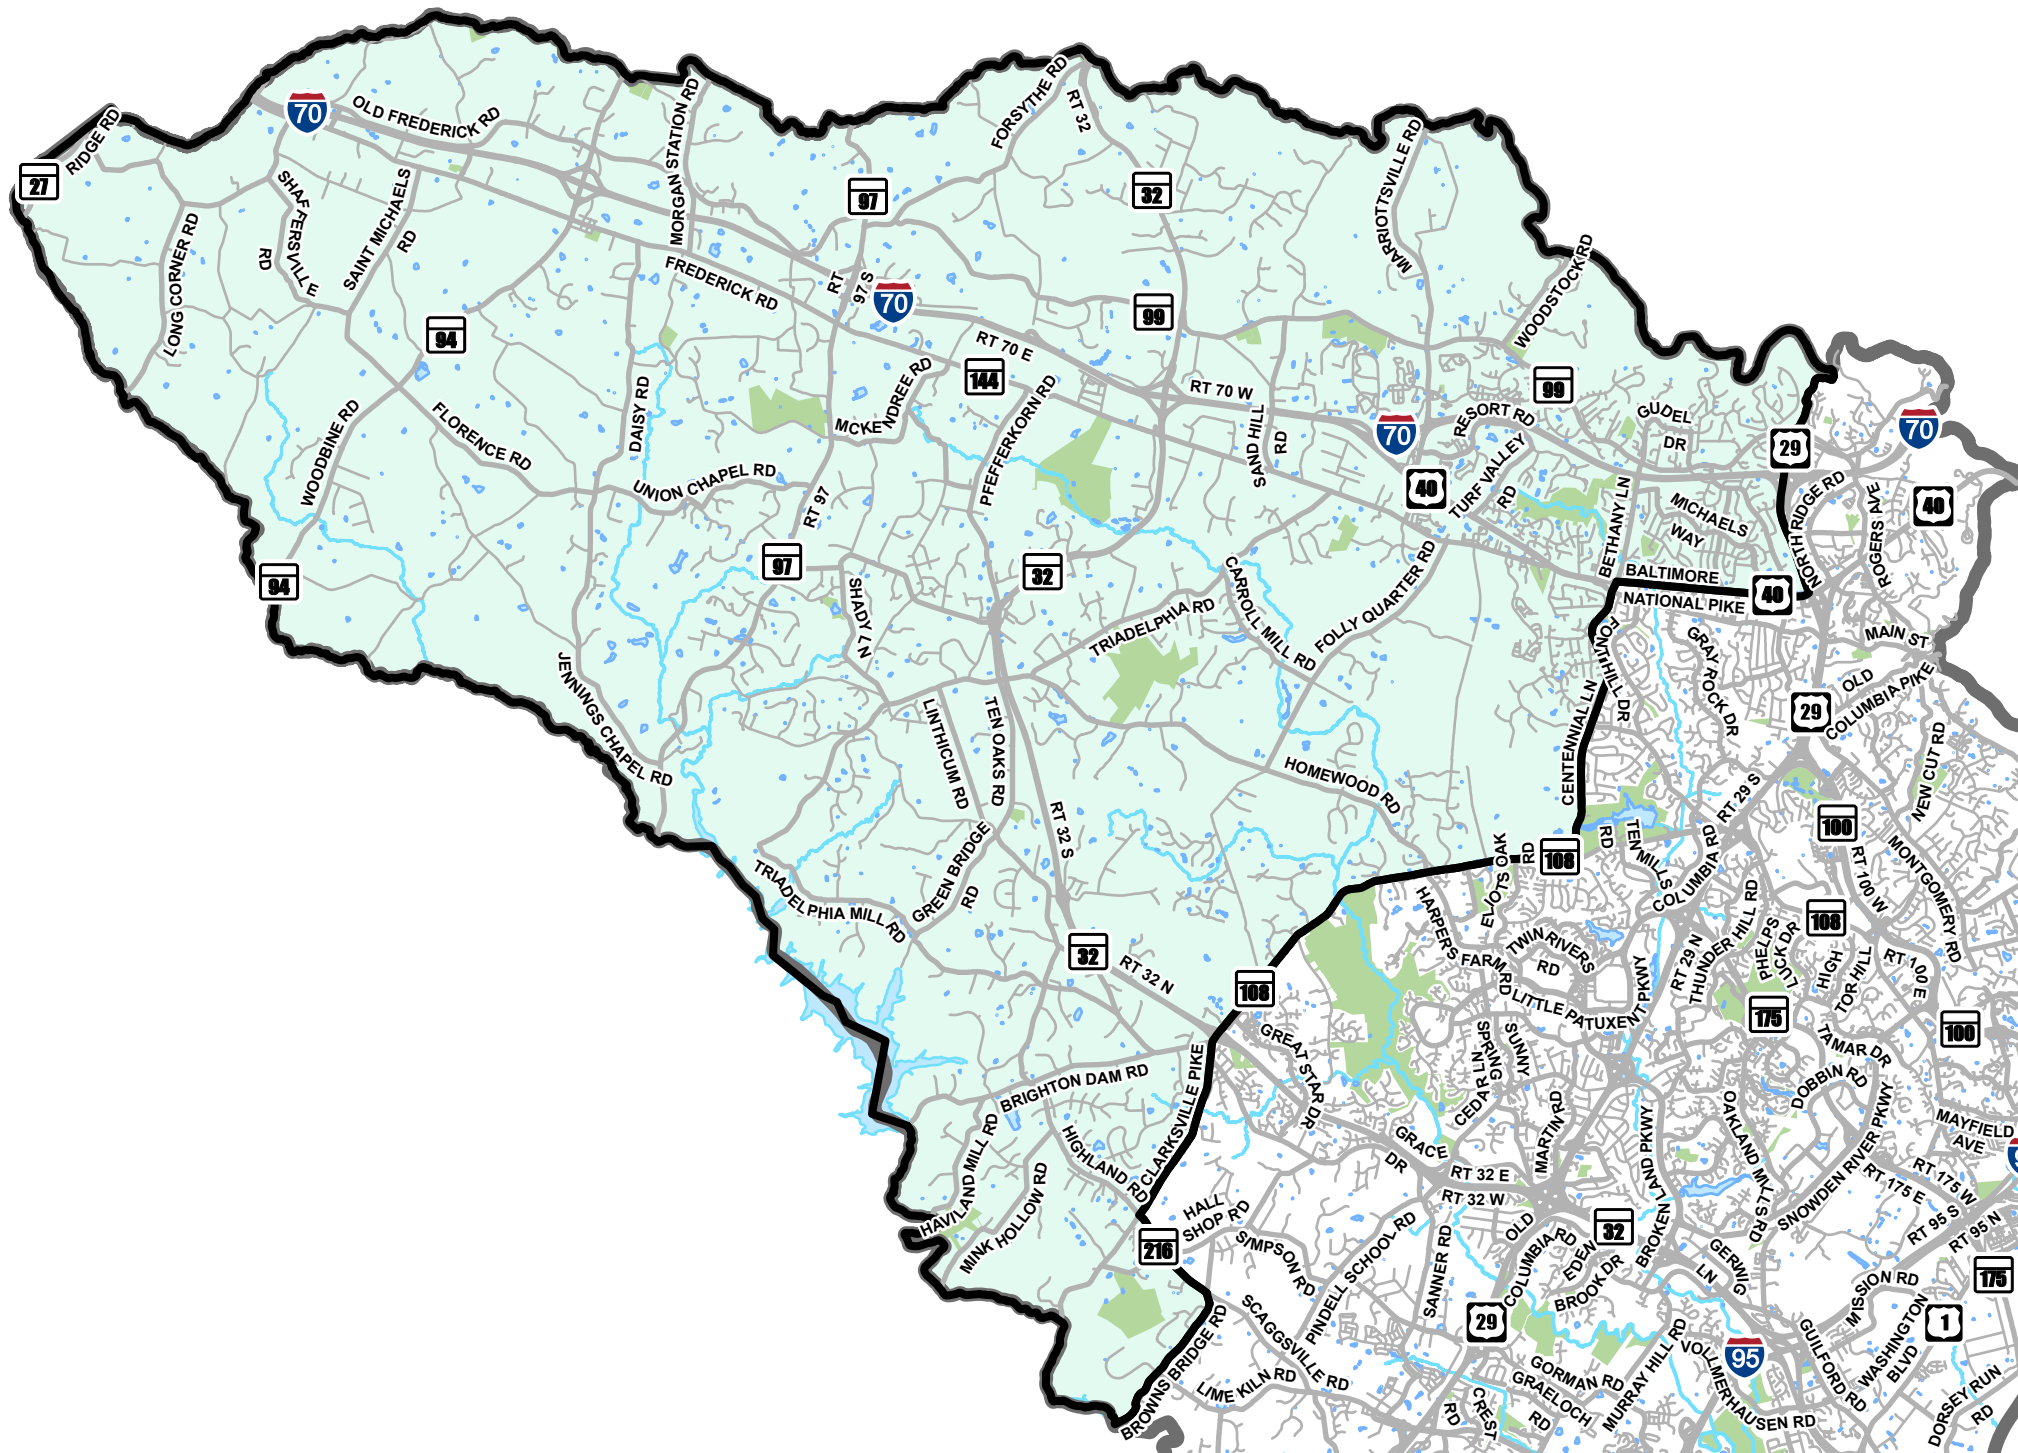 70
OLD FREDERICK RD
RIDGE RD
27
SHAFFERSVILLE
RD
SAINT MICHAELS
RD
LONG CORNER RD
MORGAN STATION RD
FORSYTHE RD
RT 32
97
32
MARRIOTTSVILLE RD
WOODSTOCK RD
FREDERICK RD
RT
97 S
70
99
94
RT 70 E
144
MCKENDREE RD
PFEFFERKORN RD
RT 70 W
SAND HILL
RD
70
RESORT RD
99
GUDEL
DR
29
70
40
TURF VALLEY
RD
BETHANY LN
MICHAELS
WAY
NORTH RIDGE RD
ROGERS AVE
40
WOODBINE RD
FLORENCE RD
DAISY RD
UNION CHAPEL RD
RT 97
97
94
SHADY LN
32
TRIADELPHIA RD
CARROLL MILL RD
FOLLY QUARTER RD
BALTIMORE
NATIONAL PIKE
40
FONTHILL DR
GRAY ROCK DR
MAIN ST
OLD
COLUMBIA PIKE
29
NEW CUT RD
CENTENNIAL LN
JENNINGS CHAPEL RD
LINTHICUM RD
TEN OAKS RD
HOMEWOOD RD
RT 32 S
RT 29 S
100
RT 100 W
MONTGOMERY RD
TEN MILLS
RD
COLUMBIA RD
108
ELIOTS OAK
RD
GREEN BRIDGE
RD
TRIADELPHIA MILL RD
32
RT 32 N
108
HARPERS
FARM RD
TWIN RIVERS
RD
LITTLE PATUXENT PKWY
RT 29 N
THUNDER HILL RD
PHELPS
LUCK DR
108
HIGH
TOR HILL
RT 100 E
175
100
TAMAR DR
DOBBIN RD
GREAT STAR DR
SPRING
SUNNY
CEDAR LN
MARTIN RD
CLARKSVILLE PIKE
BRIGHTON DAM RD
HIGHLAND RD
HAVILAND MILL RD
MINK HOLLOW RD
GRACE
DR
RT 32 E
RT 32 W
OAKLAND MILLS RD
SNOWDEN RIVER PKWY
MAYFIELD
AVE
RT 175 W
RT 175 E
RT 95 S
RT 95 N
216
HALL
SHOP RD
SIMPSON RD
PINDELL SCHOOL RD
SANNER RD
OLD
COLUMBIA RD
32
EDEN
BROOK DR
BROKEN LAND PKWY
GERWIG
LN
175
MISSION RD
WASHINGTON
BLVD
1
SCAGGSVILLE RD
29
LIME KILN RD
BROWNS BRIDGE RD
GORMAN RD
GRAELOCH
RD
CREST
RD
MURRAY HILL RD
VOLLMERHAUSEN RD
95
GUILFORD RD
DORSEY RUN
RD